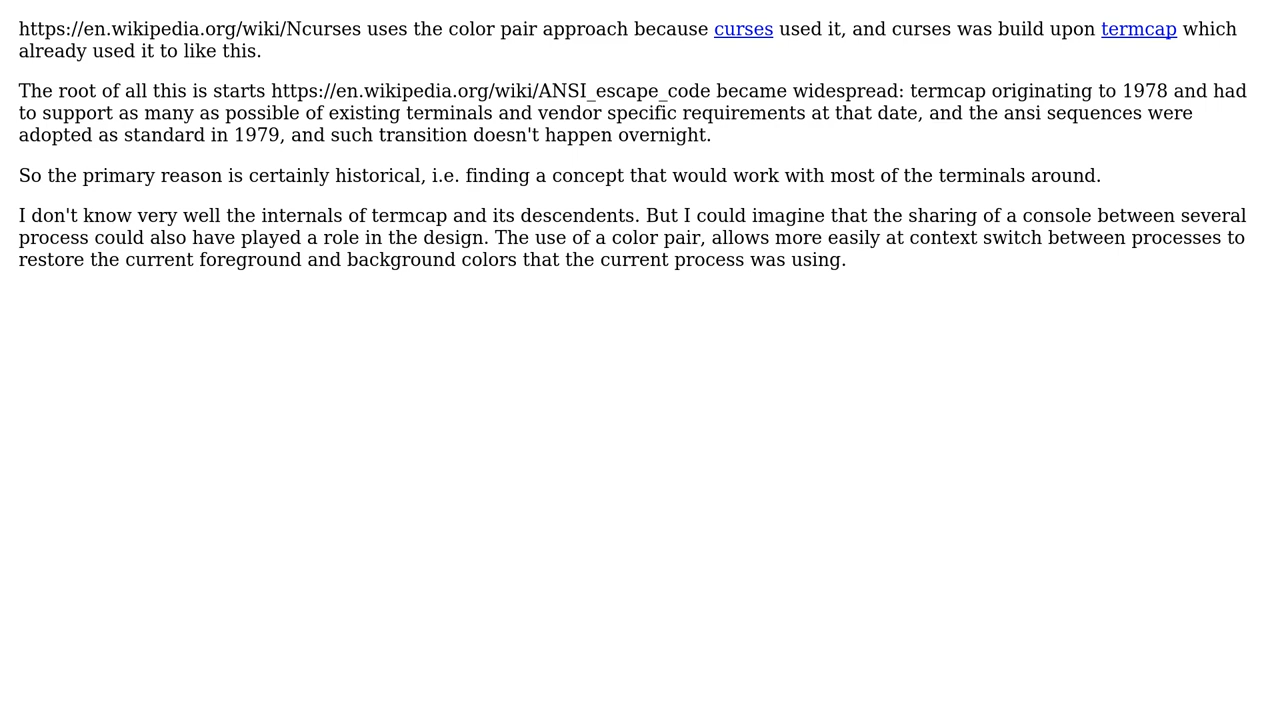 https://en.wikipedia.org/wiki/Ncurses uses the color pair approach because curses used it, and curses was build upon termcap which
already used it to like this.
The root of all this is starts https://en.wikipedia.org/wiki/ANSI_escape_code became widespread: termcap originating to 1978 and had
to support as many as possible of existing terminals and vendor specific requirements at that date, and the ansi sequences were
adopted as standard in 1979, and such transition doesn't happen overnight.
So the primary reason is certainly historical, i.e. finding a concept that would work with most of the terminals around.
I don't know very well the internals of termcap and its descendents. But I could imagine that the sharing of a console between several
process could also have played a role in the design. The use of a color pair, allows more easily at context switch between processes to
restore the current foreground and background colors that the current process was using.